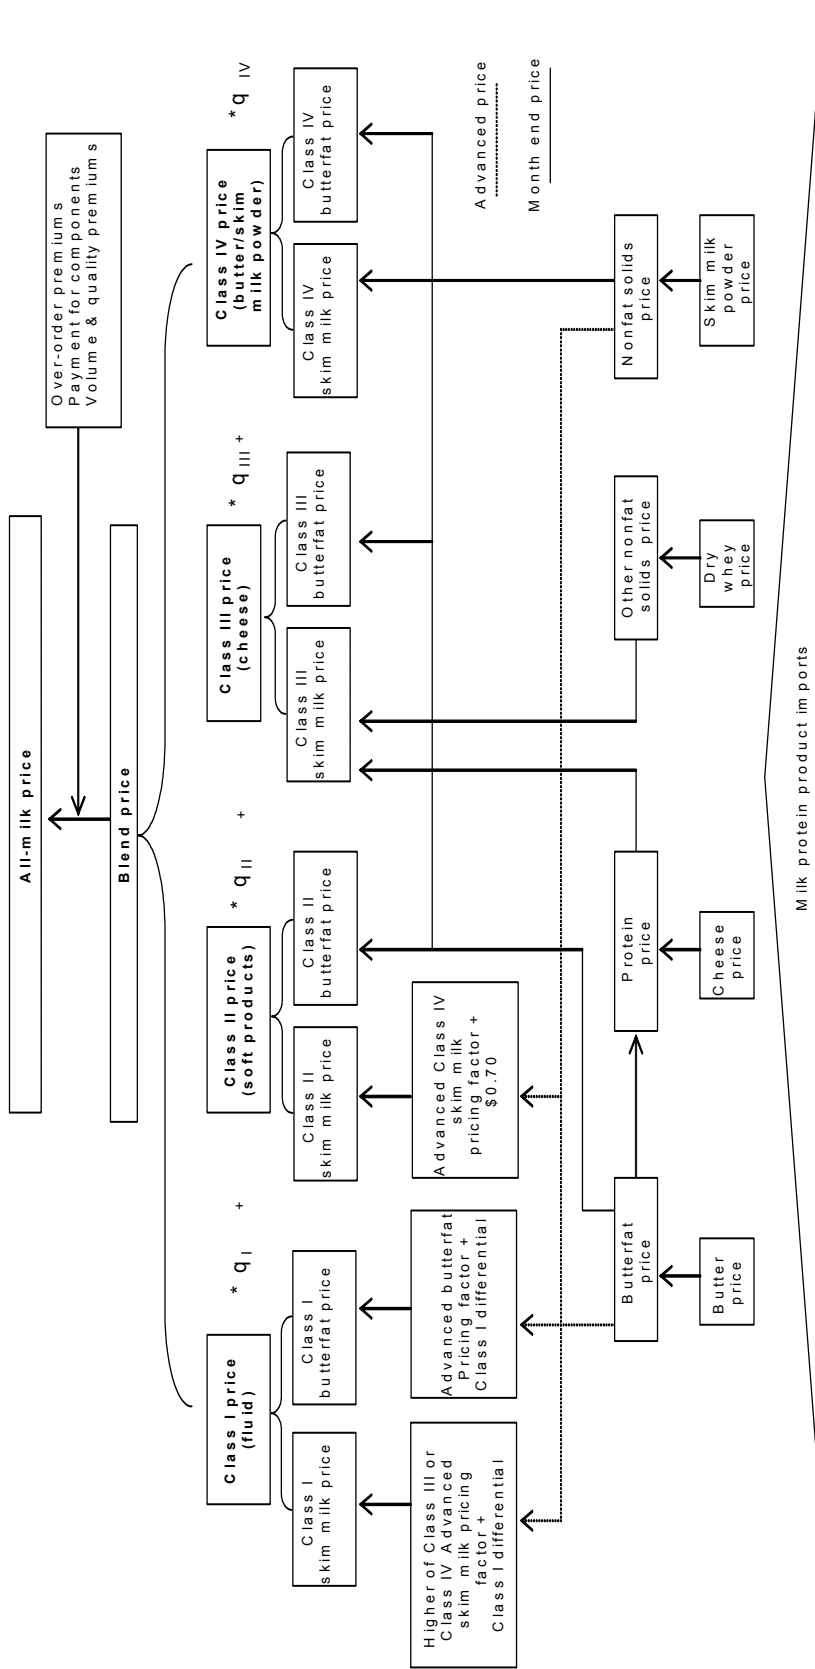 All-milk price
Over-order premiums
Payment for components
Volume & quality premiums
Blend price
Class I price
(fluid)
* q I
+
Class II price
(soft products)
* q II
+
Class III price
(cheese)
* q III +
Class IV price
(butter/skim
milk powder)
* q IV
Class I
skim milk price
Class I
butterfat price
Class II
skim milk price
Class II
butterfat price
Class III
skim milk price
Class III
butterfat price
Class IV
skim milk price
Class IV
butterfat price
Higher of Class III or
Class IV Advanced
skim milk pricing
factor +
Class I differential
Advanced butterfat
Pricing factor +
Class I differential
Advanced Class IV
skim milk
pricing factor +
$0.70
Advanced price
Month end price
Butterfat
price
Protein
price
Other nonfat
solids price
Nonfat solids
price
Butter
price
Cheese
price
Dry
whey
price
Skim milk
powder
price
Milk protein product imports